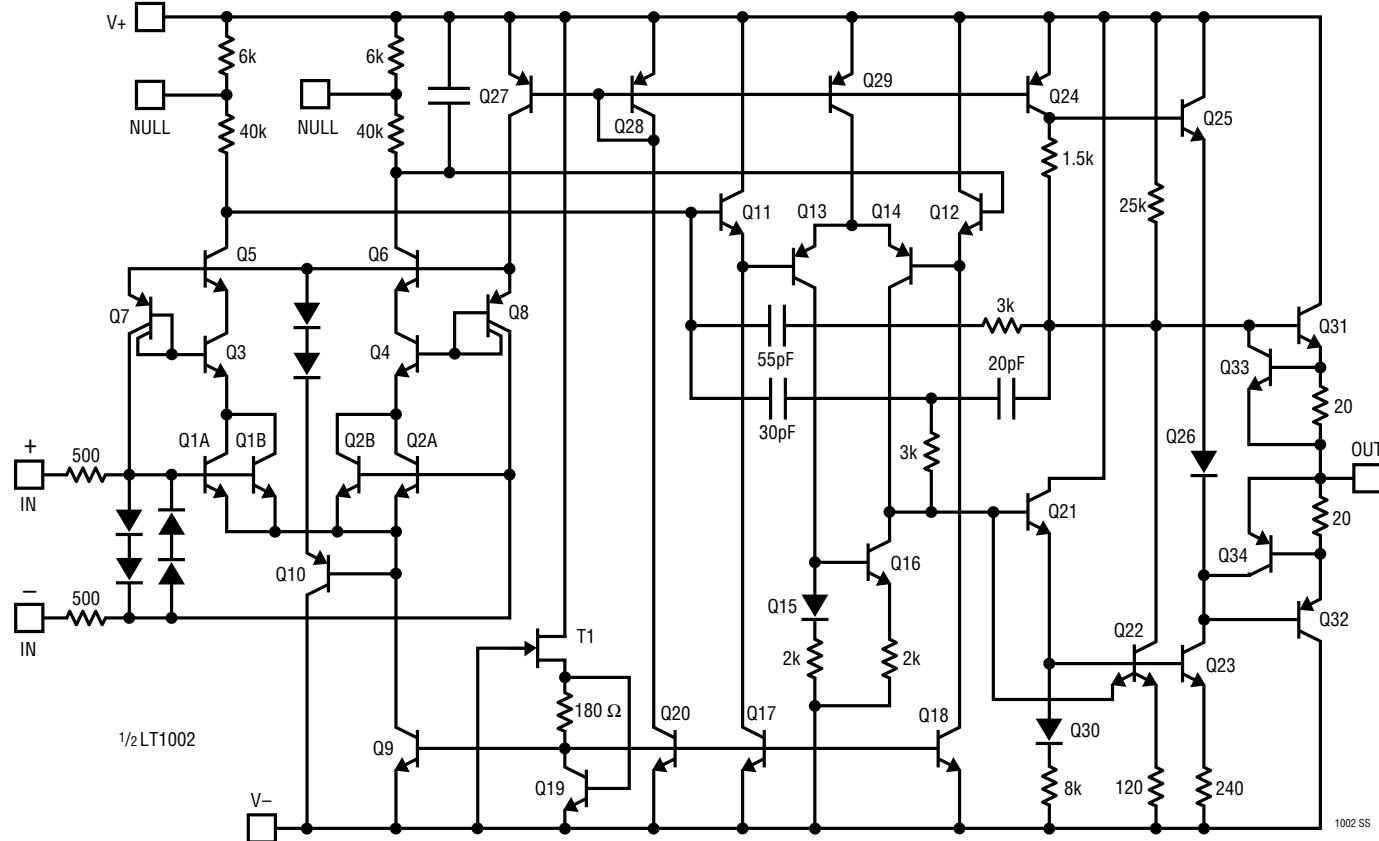 V+
6k
6k
Q27
Q29
Q28
Q24
Q25
NULL
NULL
40k
40k
1.5k
25k
Q11
Q13
Q14
Q12
Q5
Q6
Q7
Q8
3k
Q31
Q3
Q4
55pF
20pF
Q33
20
30pF
+
500
Q1A
Q1B
Q2B
Q2A
3k
Q26
OUT
IN
20
Q21
Q34
Q10
Q16
–
500
Q15
Q32
IN
T1
2k
2k
Q22
Q23
180 Ω
Q20
Q17
Q18
Q30
1/2 LT1002
Q9
Q19
8k
120
240
V–
1002 SS